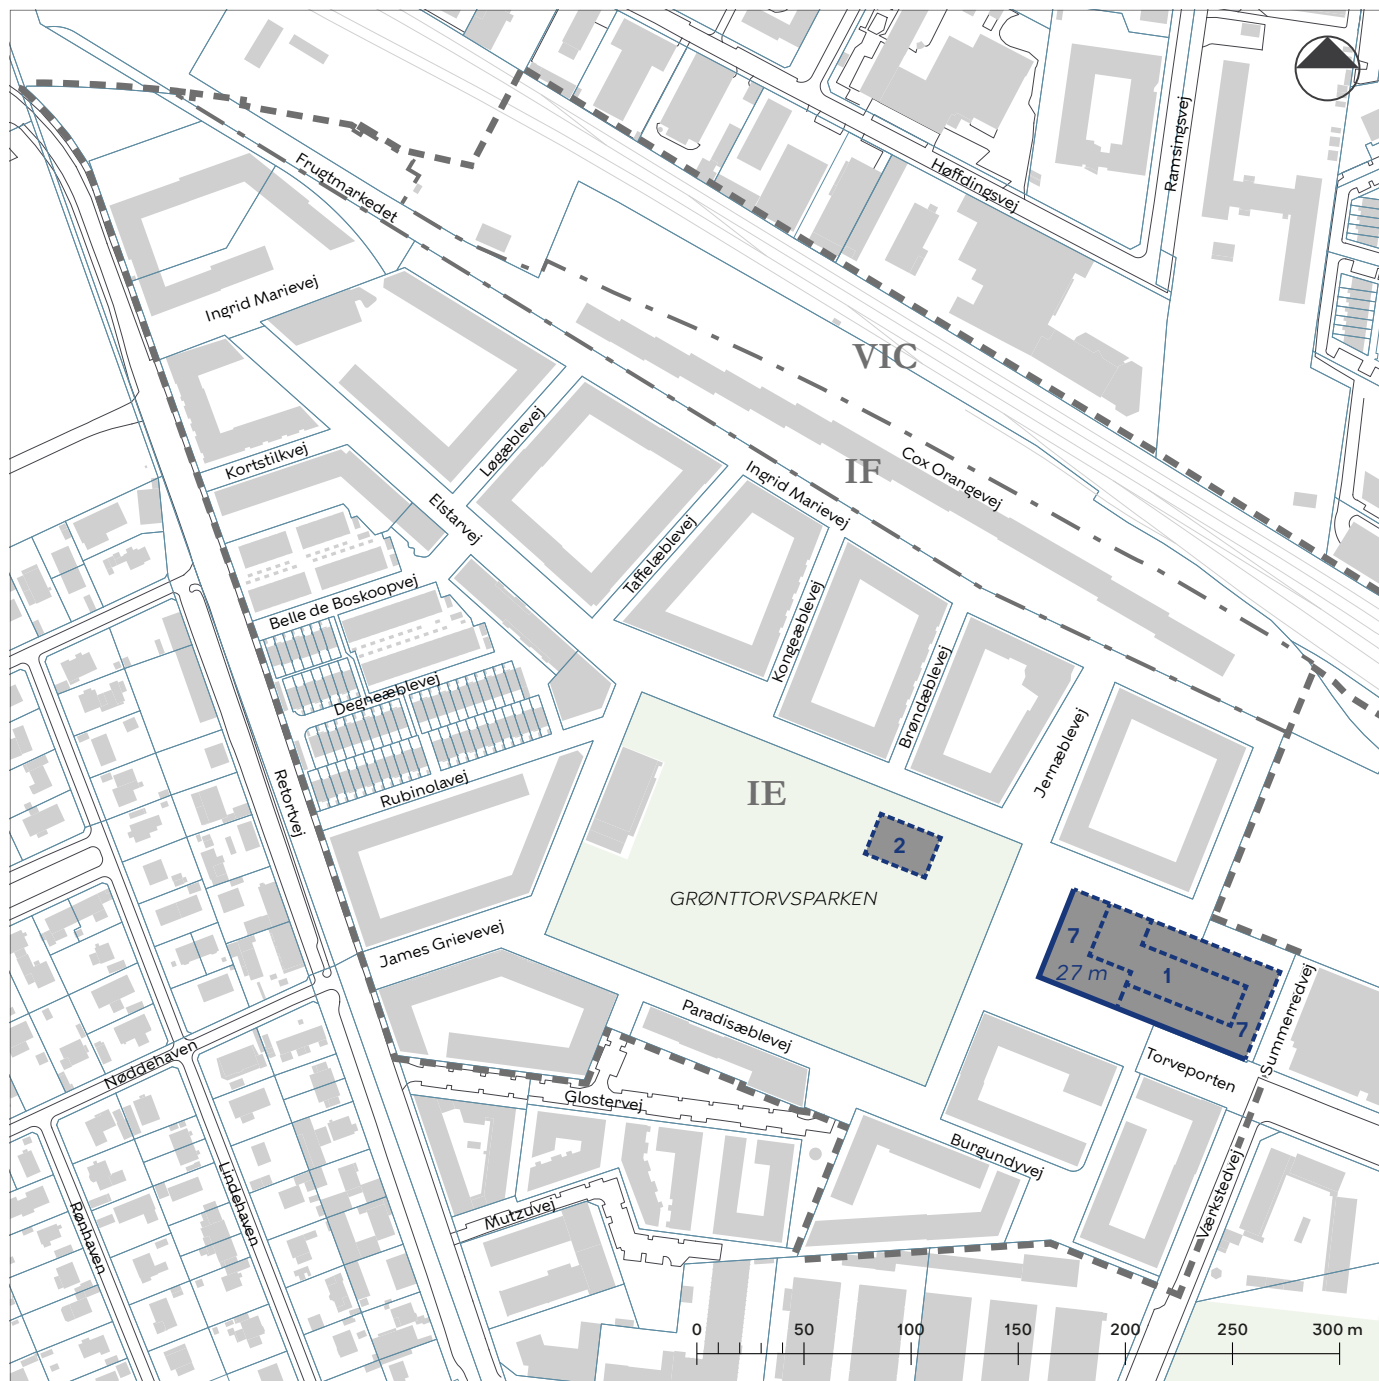 Ramsingsvej
Høffdingsvej
Frugtmarkedet
Ingrid Marievej
VIC
Løgæblevej
Kortstilkvej
Elstarvej
IF
Cox Orangevej
Ingrid Marievej
Taffelæblevej
Belle de Boskoopvej
Kongeæblevej
Degneæblevej
Brøndæblevej
Jernæblevej
Retortvej
Rubinolavej
IE
2
GRØNTTORVSPARKEN
James Grievevej
7
27 m
1
7
Summerredvej
Paradisæblevej
Torveporten
Nøddehaven
Glostervej
Burgundyvej
Værkstedvej
Lindehaven
Rønhaven
Mutzuvej
0 50 100 150 200 250 300 m